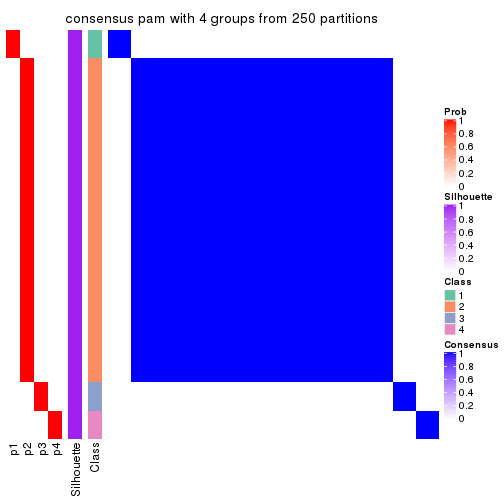 consensus pam with 4 groups from 250 partitions
Prob
1
0.8
0.6
0.4
0.2
0
Silhouette
1
0.8
0.6
0.4
0.2
0
Class
1
2
3
4
Consensus
1
0.8
0.6
0.4
0.2
0
p1
p2
p3
p4
Silhouette
Class